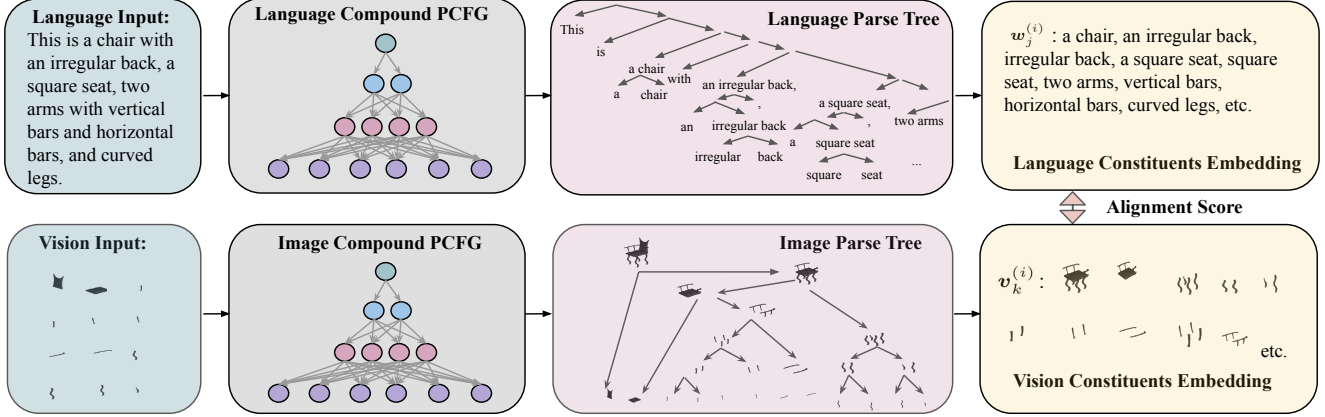 Language Input:
This is a chair with
an irregular back, a
square seat, two
arms with vertical
bars and horizontal
bars, and curved
legs.
Language Compound PCFG
Language Parse Tree
This
is
a chair
with
a
chair
an irregular back,
,
an
irregular back
irregular
back
a square seat,
,
a
square seat
square
seat
two arms
...
w_j^(i) : a chair, an irregular back,
irregular back, a square seat, square
seat, two arms, vertical bars,
horizontal bars, curved legs, etc.
Language Constituents Embedding
Alignment Score
Vision Input:
Image Compound PCFG
Image Parse Tree
v_k^(i) :
etc.
Vision Constituents Embedding